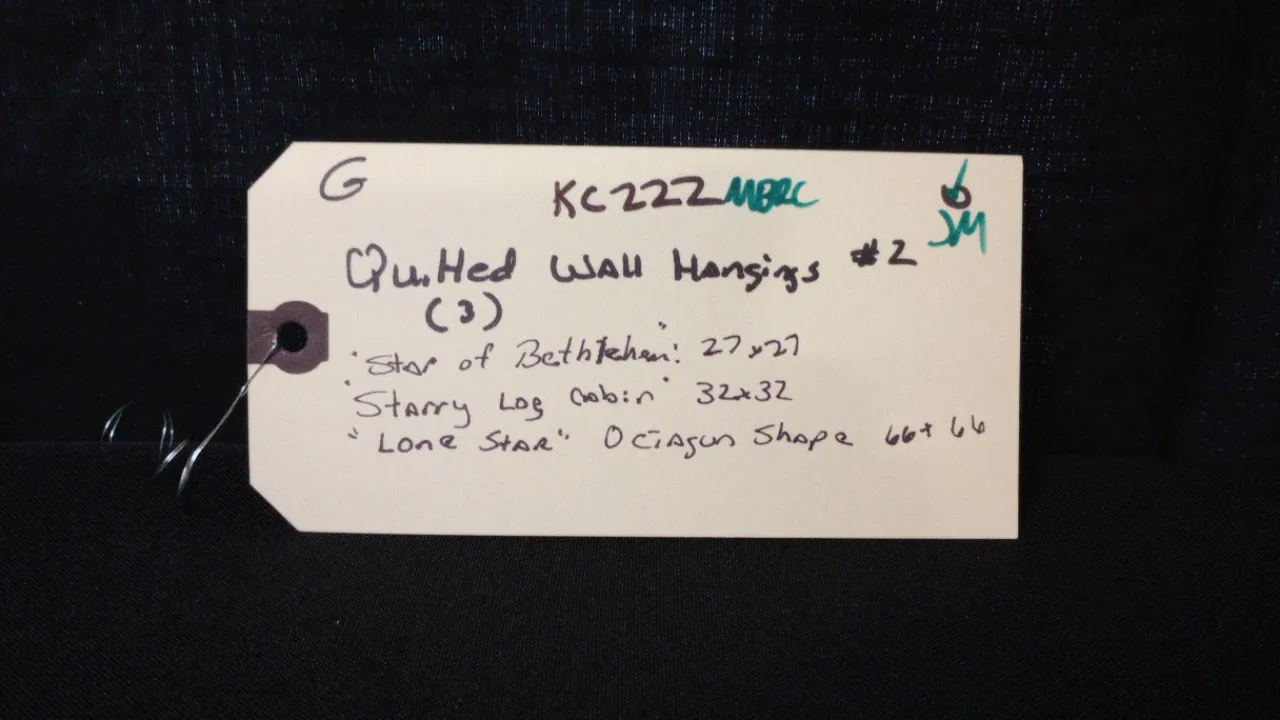 G
KC222 MBRC
JM
Quilted Wall Hangings #2
(3)
"Star of Bethlehem": 27x27
"Starry Log Cabin" 32x32
"Lone Star" Octagun Shape 66x66